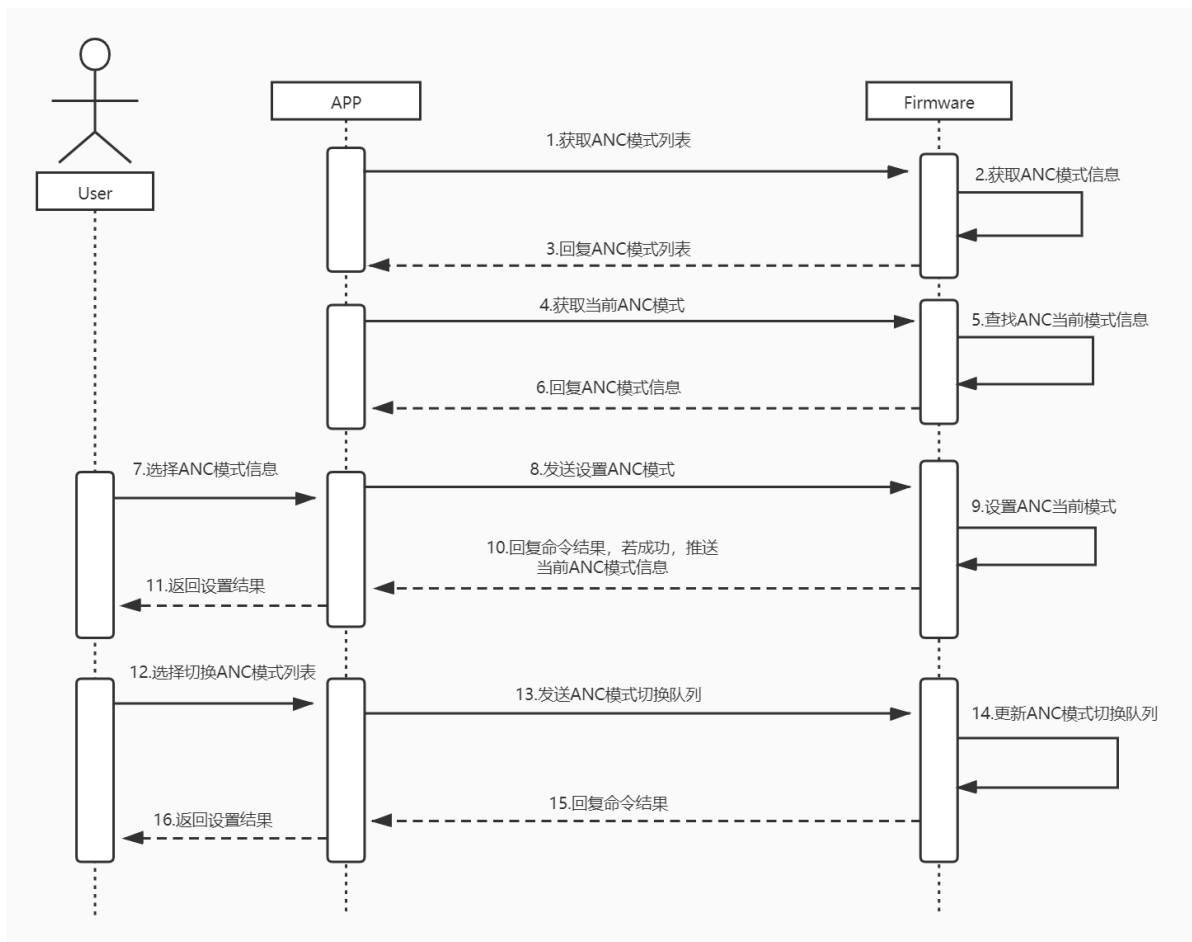 APP
Firmware
User
1.获取ANC模式列表
2.获取ANC模式信息
3.回复ANC模式列表
4.获取当前ANC模式
5.查找ANC当前模式信息
6.回复ANC模式信息
7.选择ANC模式信息
8.发送设置ANC模式
9.设置ANC当前模式
10.回复命令结果，若成功，推送
当前ANC模式信息
11.返回设置结果
12.选择切换ANC模式列表
13.发送ANC模式切换队列
14.更新ANC模式切换队列
15.回复命令结果
16.返回设置结果